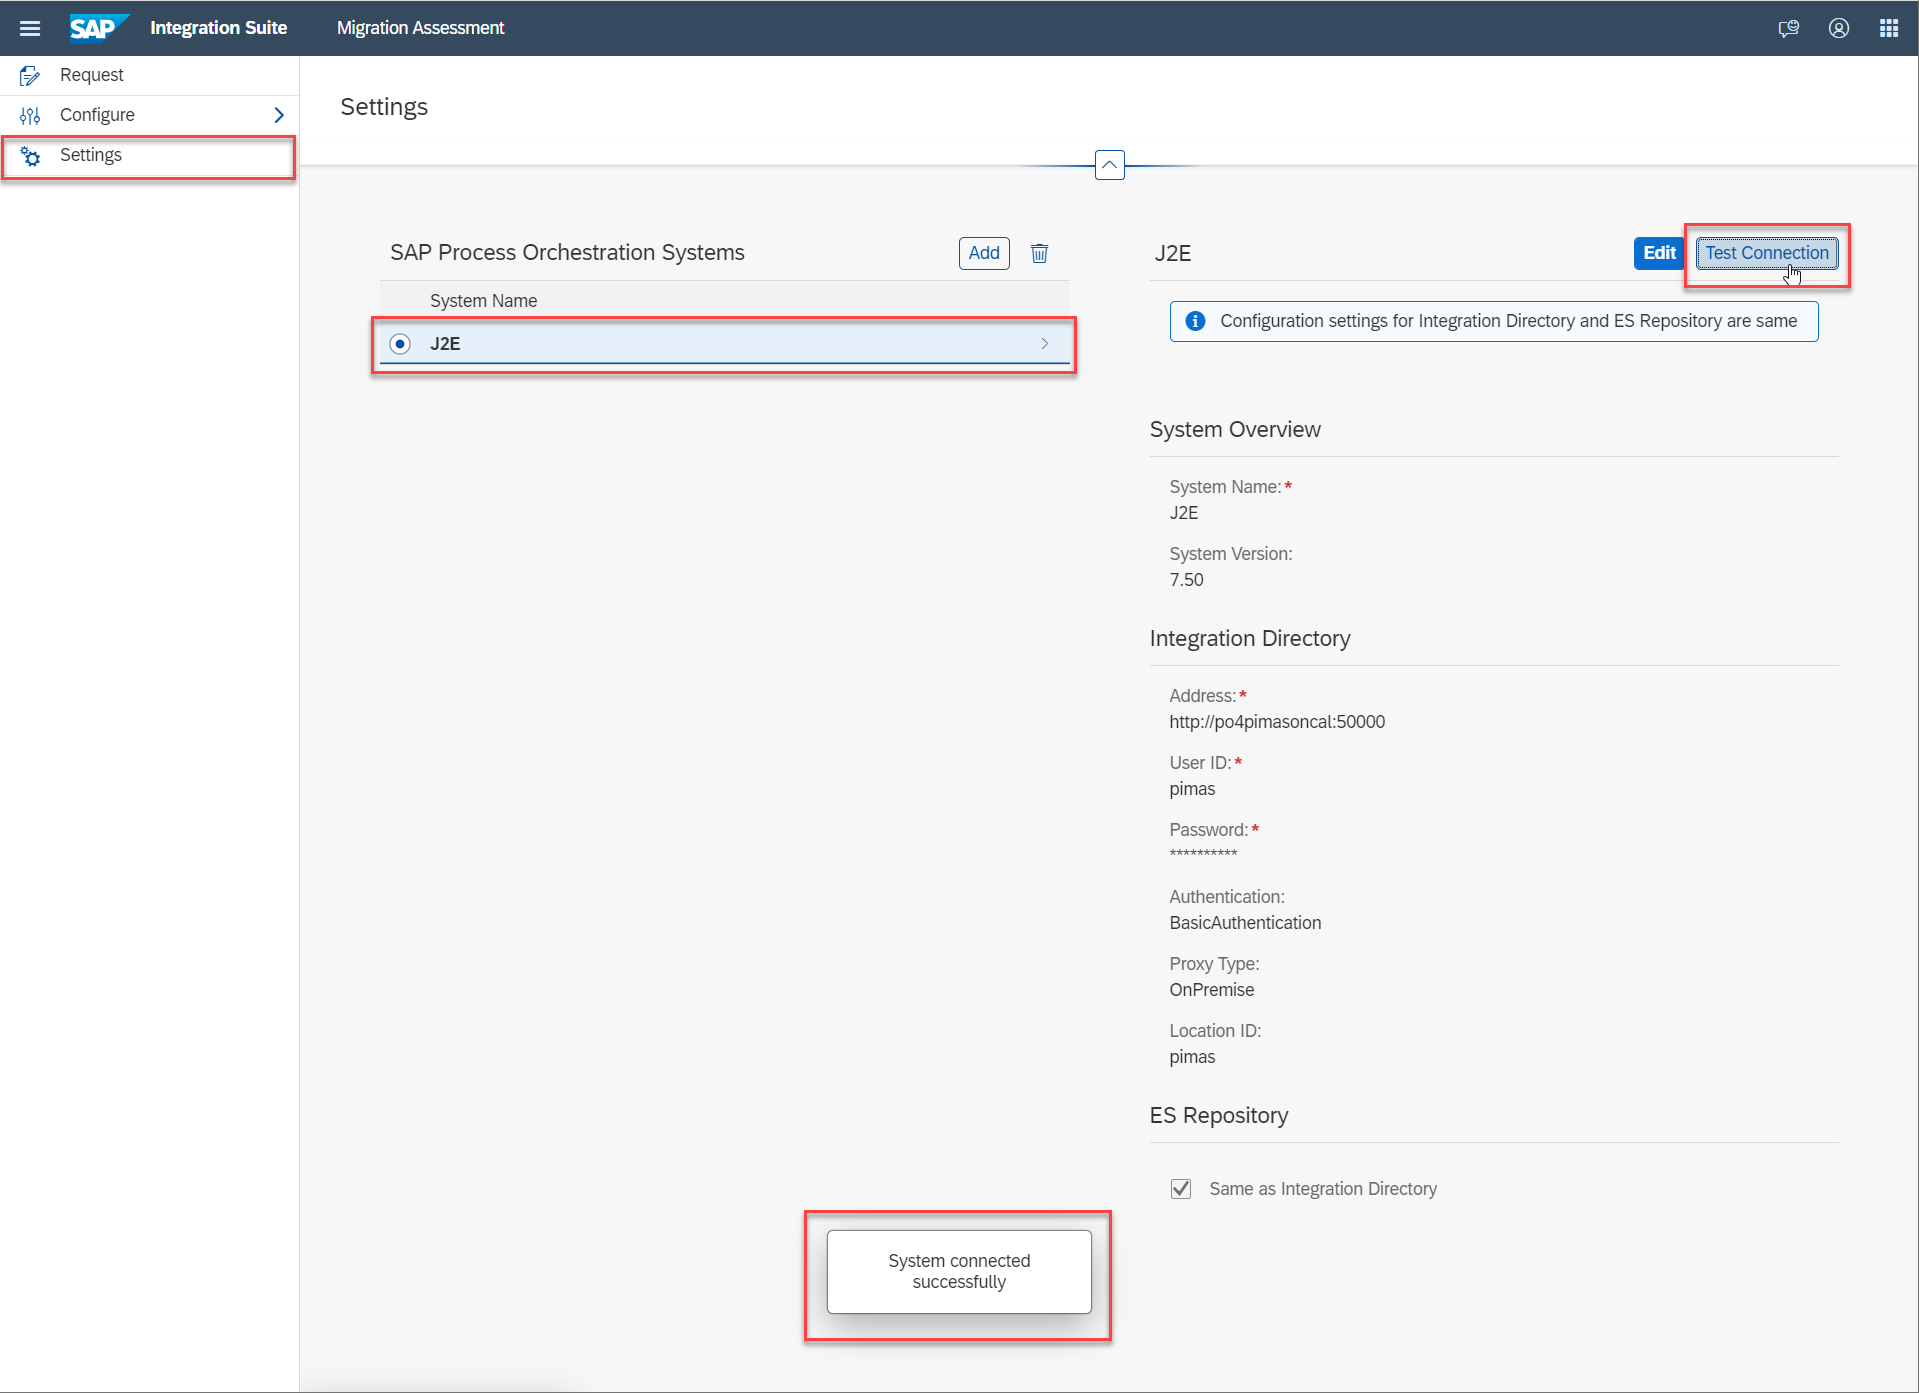 SAP Integration Suite Migration Assessment
Request
Configure
Settings
Settings
SAP Process Orchestration Systems
Add
System Name
J2E
J2E
Edit
Test Connection
Configuration settings for Integration Directory and ES Repository are same
System Overview
System Name:*
J2E
System Version:
7.50
Integration Directory
Address:*
http://po4pimasoncal:50000
User ID:*
pimas
Password:*
**********
Authentication:
BasicAuthentication
Proxy Type:
OnPremise
Location ID:
pimas
ES Repository
Same as Integration Directory
System connected
successfully